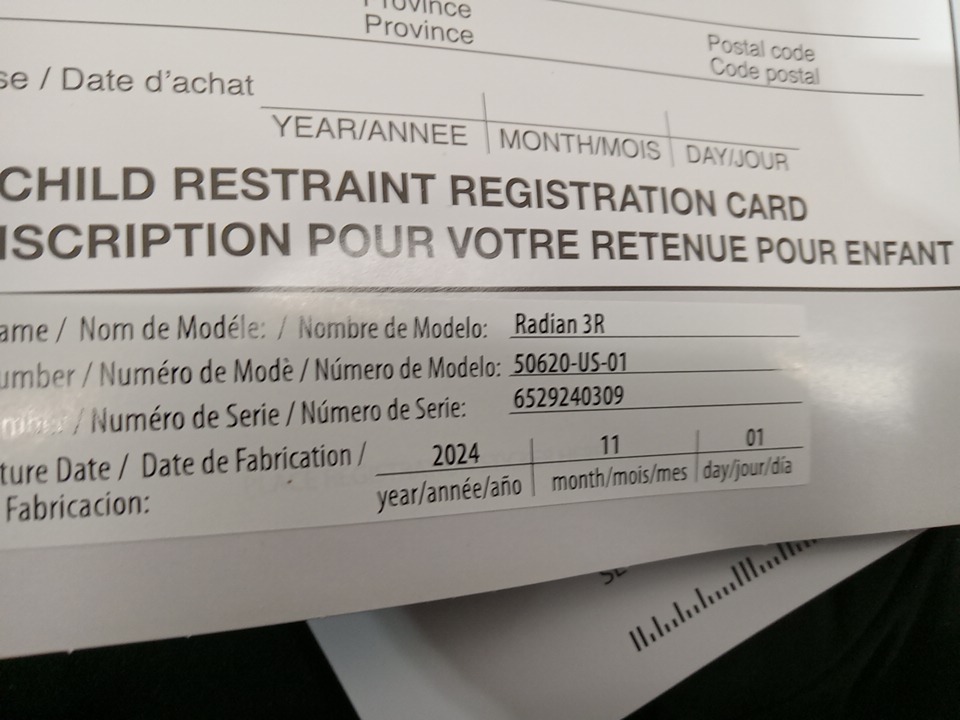 Province
Province
Postal code
Code postal
se / Date d'achat
YEAR/ANNEE MONTH/MOIS DAY/JOUR
CHILD RESTRAINT REGISTRATION CARD
ISCRIPTION POUR VOTRE RETENUE POUR ENFANT
ame / Nom de Modéle: / Nombre de Modelo: Radian 3R
umber / Numéro de Modè / Número de Modelo: 50620-US-01
/ Numéro de Serie / Número de Serie: 6529240309
ture Date / Date de Fabrication / 2024 11 01
year/année/año month/mois/mes day/jour/día
Fabricacion: